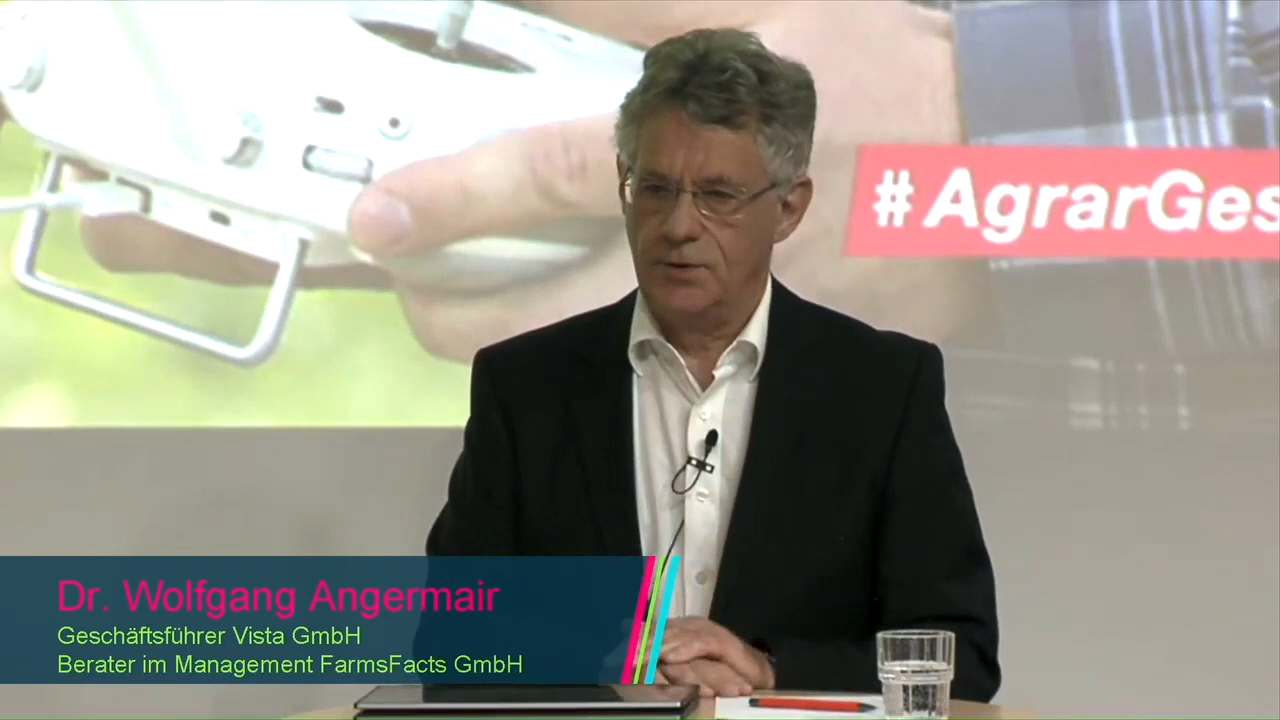 #AgrarGes
Dr. Wolfgang Angermair
Geschäftsführer Vista GmbH
Berater im Management FarmsFacts GmbH